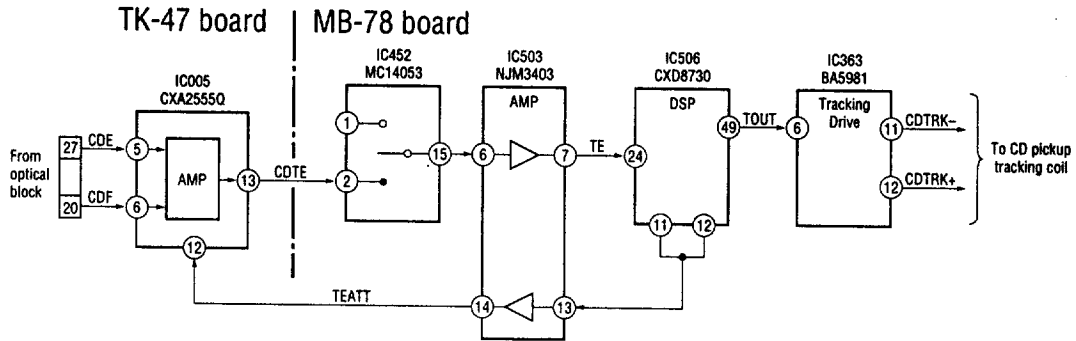 TK-47 board
MB-78 board
IC005
CXA2555Q
IC452
MC14053
IC503
NJM3403
IC506
CXD8730
IC363
BA5981
AMP
DSP
Tracking
Drive
From
optical
block
27
CDE
5
AMP
13
CDTE
20
CDF
6
12
1
2
15
6
7
TE
24
49
TOUT
6
11
CDTRK–
12
CDTRK+
To CD pickup
tracking coil
11
12
TEATT
14
13